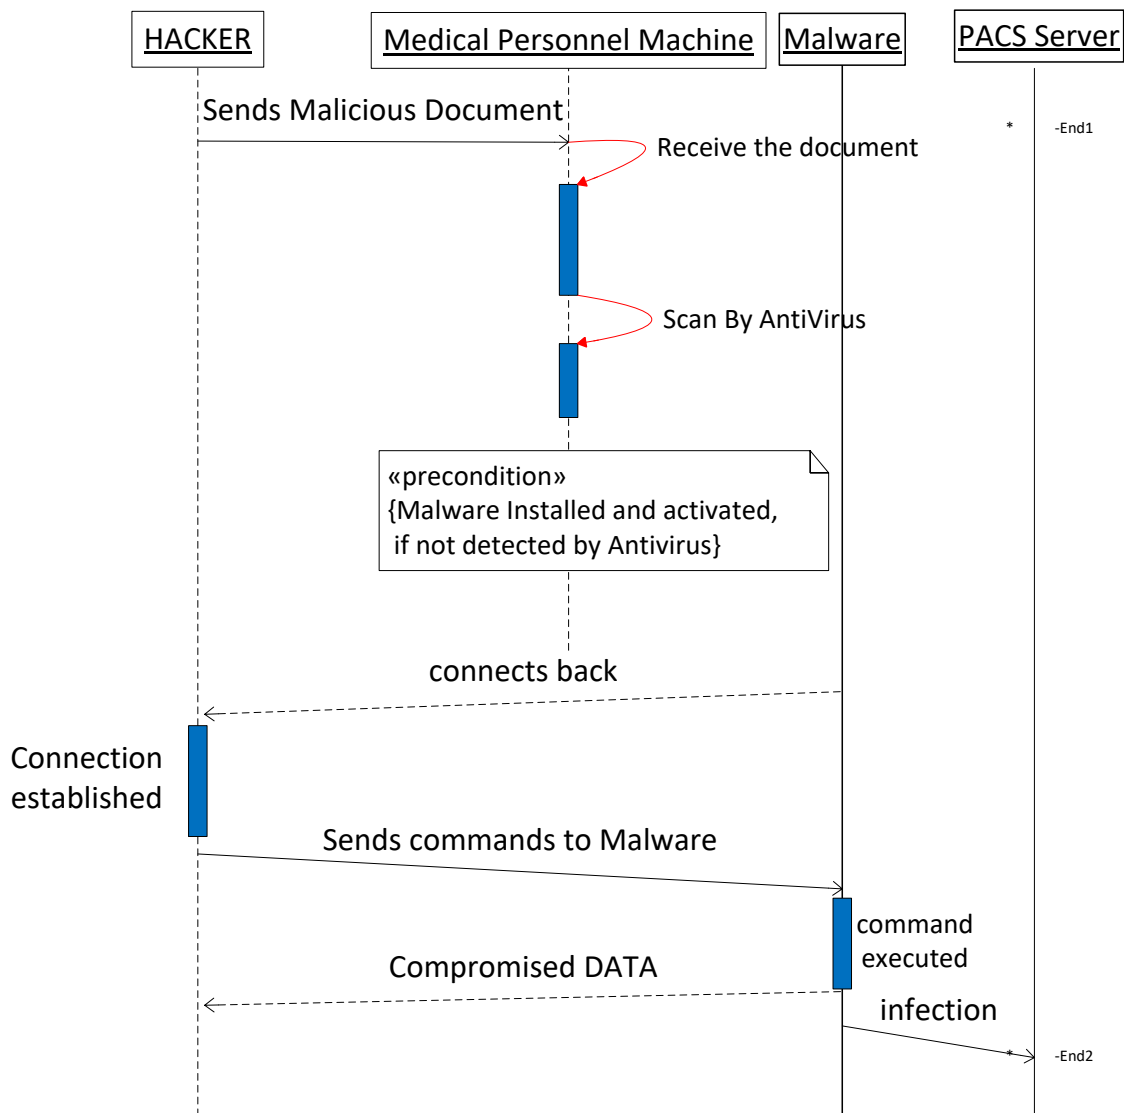 HACKER
Medical Personnel Machine
Malware
PACS Server
Sends Malicious Document
*
-End1
Receive the document
Scan By AntiVirus
«precondition»
{Malware Installed and activated,
if not detected by Antivirus}
connects back
Connection
established
Sends commands to Malware
command
executed
Compromised DATA
infection
*
-End2